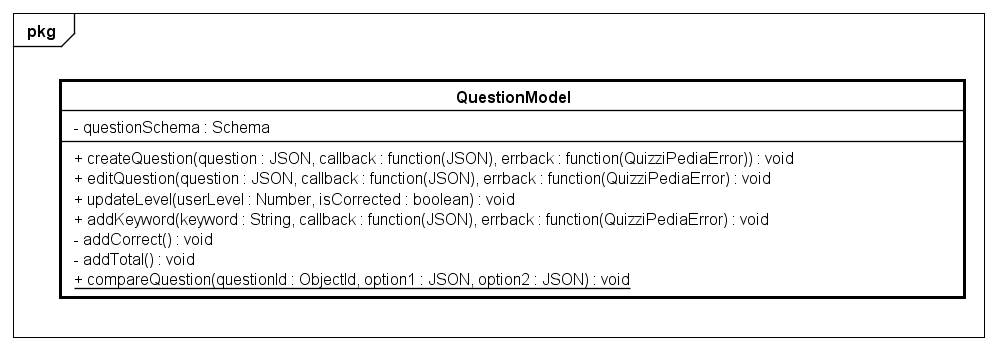 pkg
QuestionModel
- questionSchema : Schema
+ createQuestion(question : JSON, callback : function(JSON), errback : function(QuizziPediaError)) : void
+ editQuestion(question : JSON, callback : function(JSON), errback : function(QuizziPediaError) : void
+ updateLevel(userLevel : Number, isCorrected : boolean) : void
+ addKeyword(keyword : String, callback : function(JSON), errback : function(QuizziPediaError) : void
- addCorrect() : void
- addTotal() : void
+ compareQuestion(questionId : ObjectId, option1 : JSON, option2 : JSON) : void